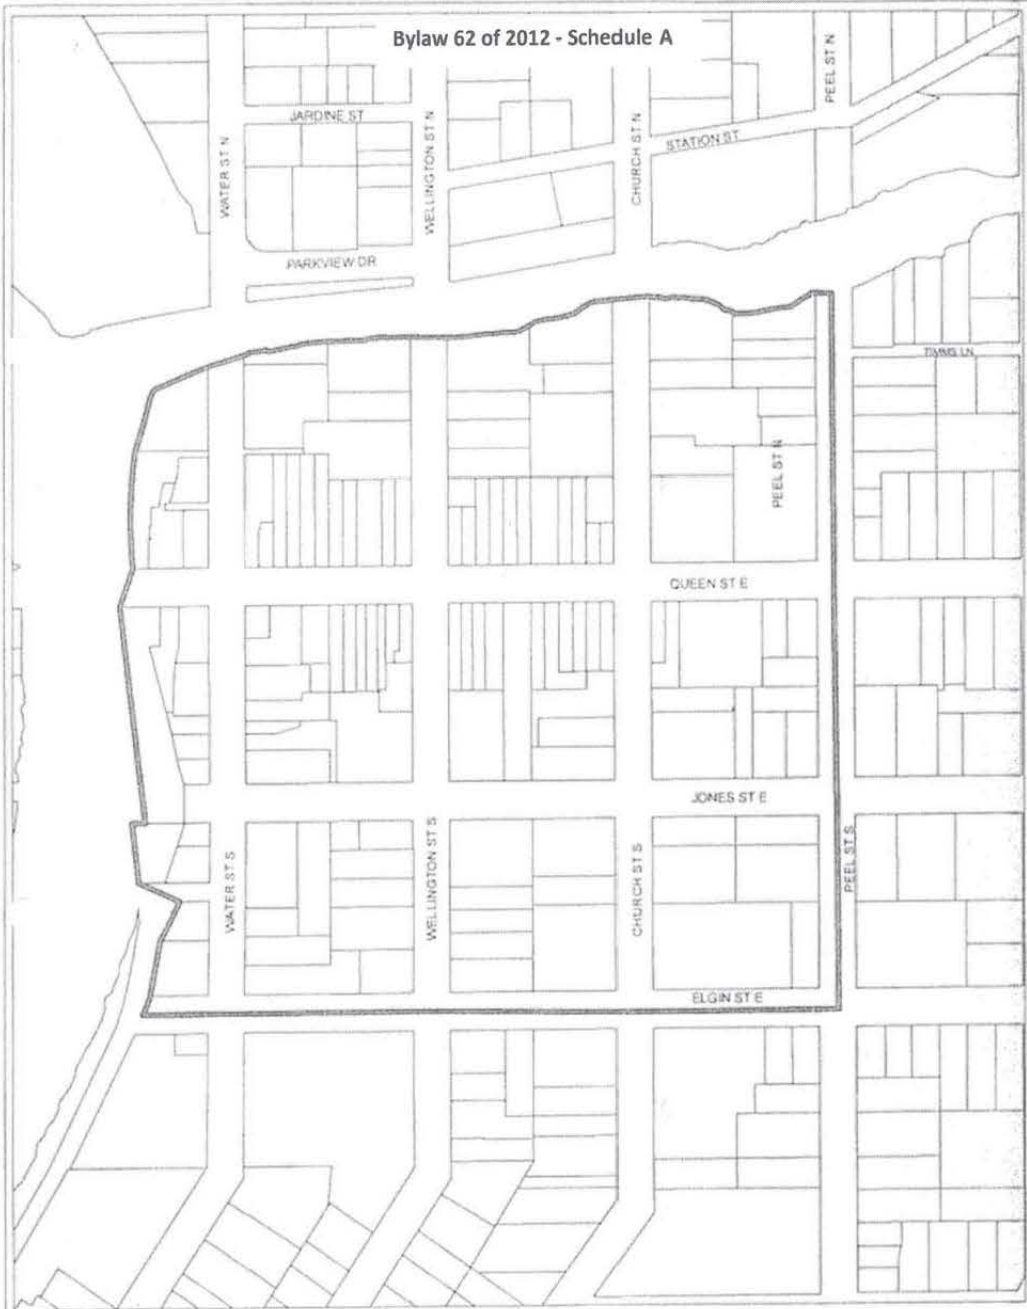 Bylaw 62 of 2012 - Schedule A
PEEL ST N
JARDINE ST
STATION ST
WATER ST N
WELLINGTON ST N
CHURCH ST N
PARKVIEW DR
TIMMS LN
PEEL ST N
QUEEN ST E
JONES ST E
WATER ST S
WELLINGTON ST S
CHURCH ST S
PEEL ST S
ELGIN ST E